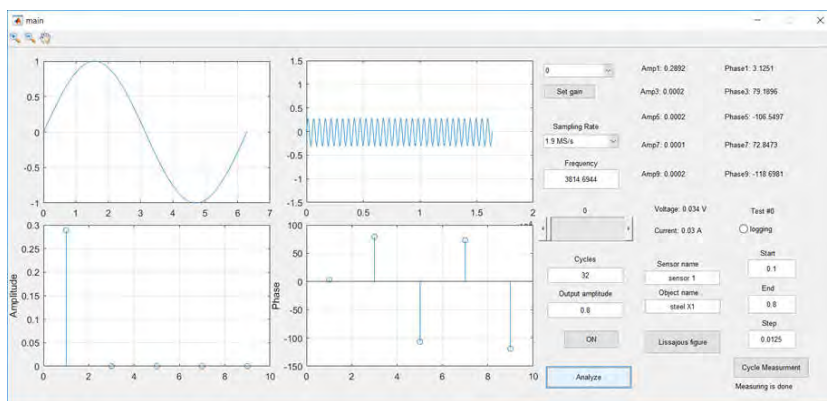 main
1
0.5
0
-0.5
-1
0 1 2 3 4 5 6 7
1.5
1
0.5
0
-0.5
-1
-1.5
0 0.5 1 1.5 2
0.3
0.25
0.2
0.15
0.1
0.05
0
Amplitude
0 2 4 6 8 10
100
50
0
-50
-100
-150
Phase
0 2 4 6 8 10
0
Set gain
Sampling Rate
1.9 MS/s
Frequency
3814.6944
Amp1: 0.2892 Phase1: 3.1251
Amp3: 0.0002 Phase3: 79.1896
Amp5: 0.0002 Phase5: -106.5497
Amp7: 0.0001 Phase7: 72.8473
Amp9: 0.0002 Phase9: -118.6981
0
Voltage: 0.034 V
Current: 0.03 A
Test #0
logging
Cycles
32
Output amplitude
0.8
ON
Analyze
Sensor name
sensor 1
Object name
steel X1
Lissajous figure
Start
0.1
End
0.8
Step
0.0125
Cycle Measurment
Measuring is done